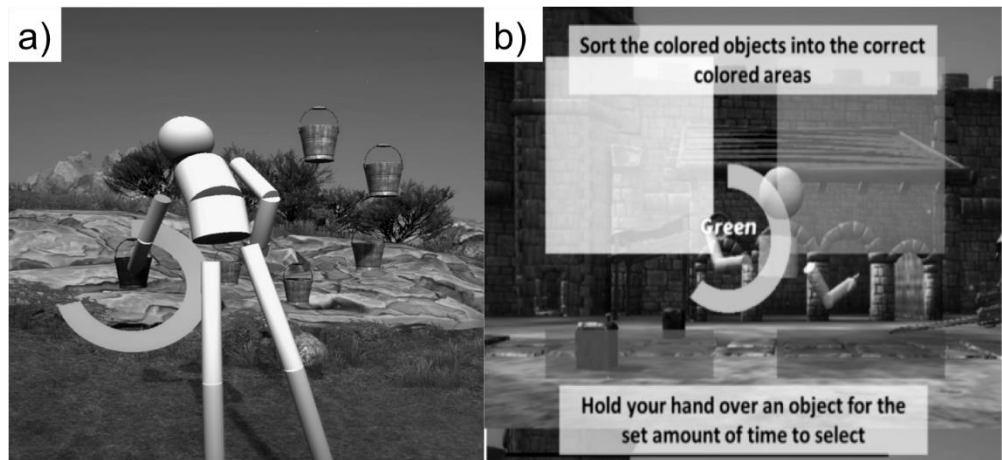 a)
b)
Sort the colored objects into the correct
colored areas
Green
Hold your hand over an object for the
set amount of time to select